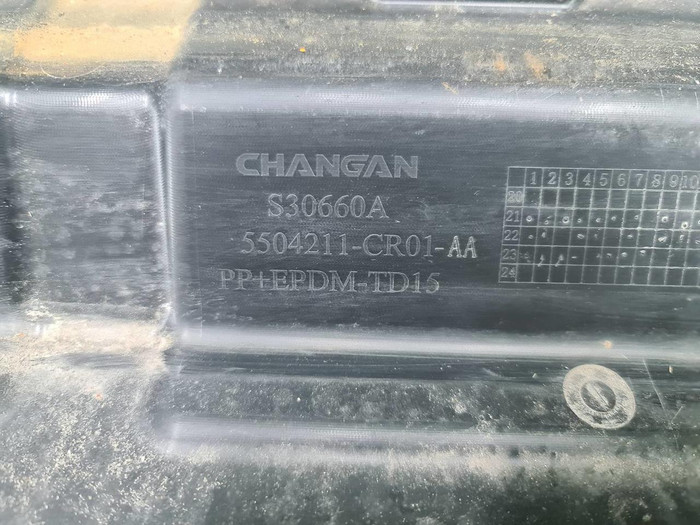 CHANGAN
S30660A
5504211-CR01-AA
PP+EPDM-TD15
1 2 3 4 5 6 7 8 9 10
20
21
22
23
24